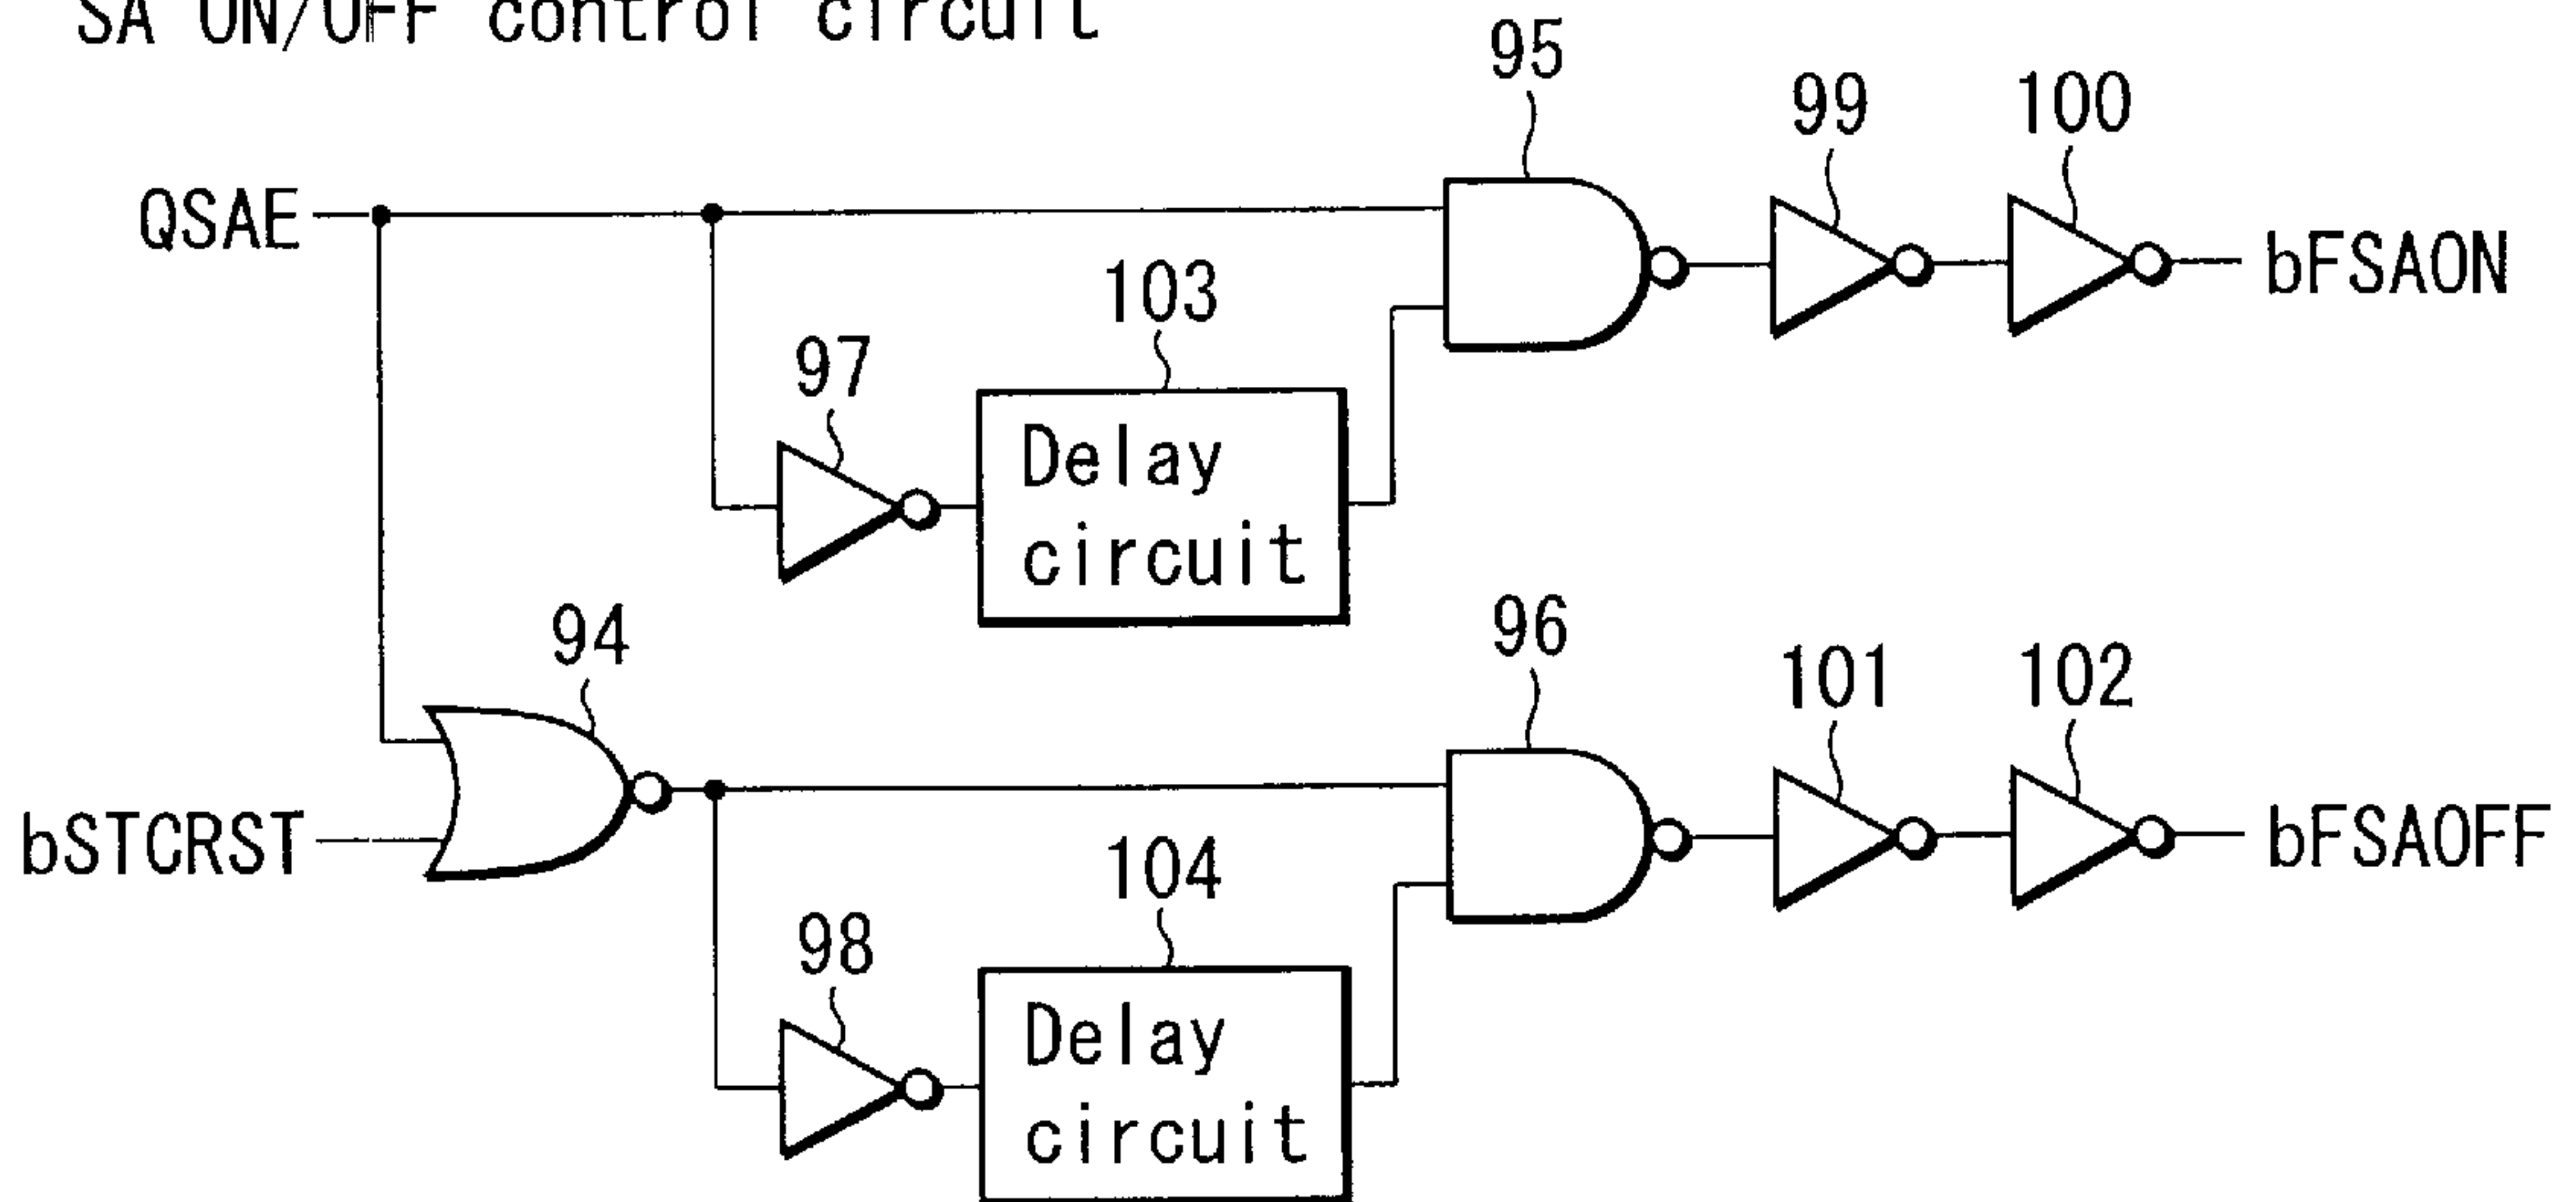 SA ON/OFF control circuit
95
99
100
QSAE
bFSAON
103
97
Delay
circuit
94
96
101
102
bSTCRST
bFSAOFF
104
98
Delay
circuit